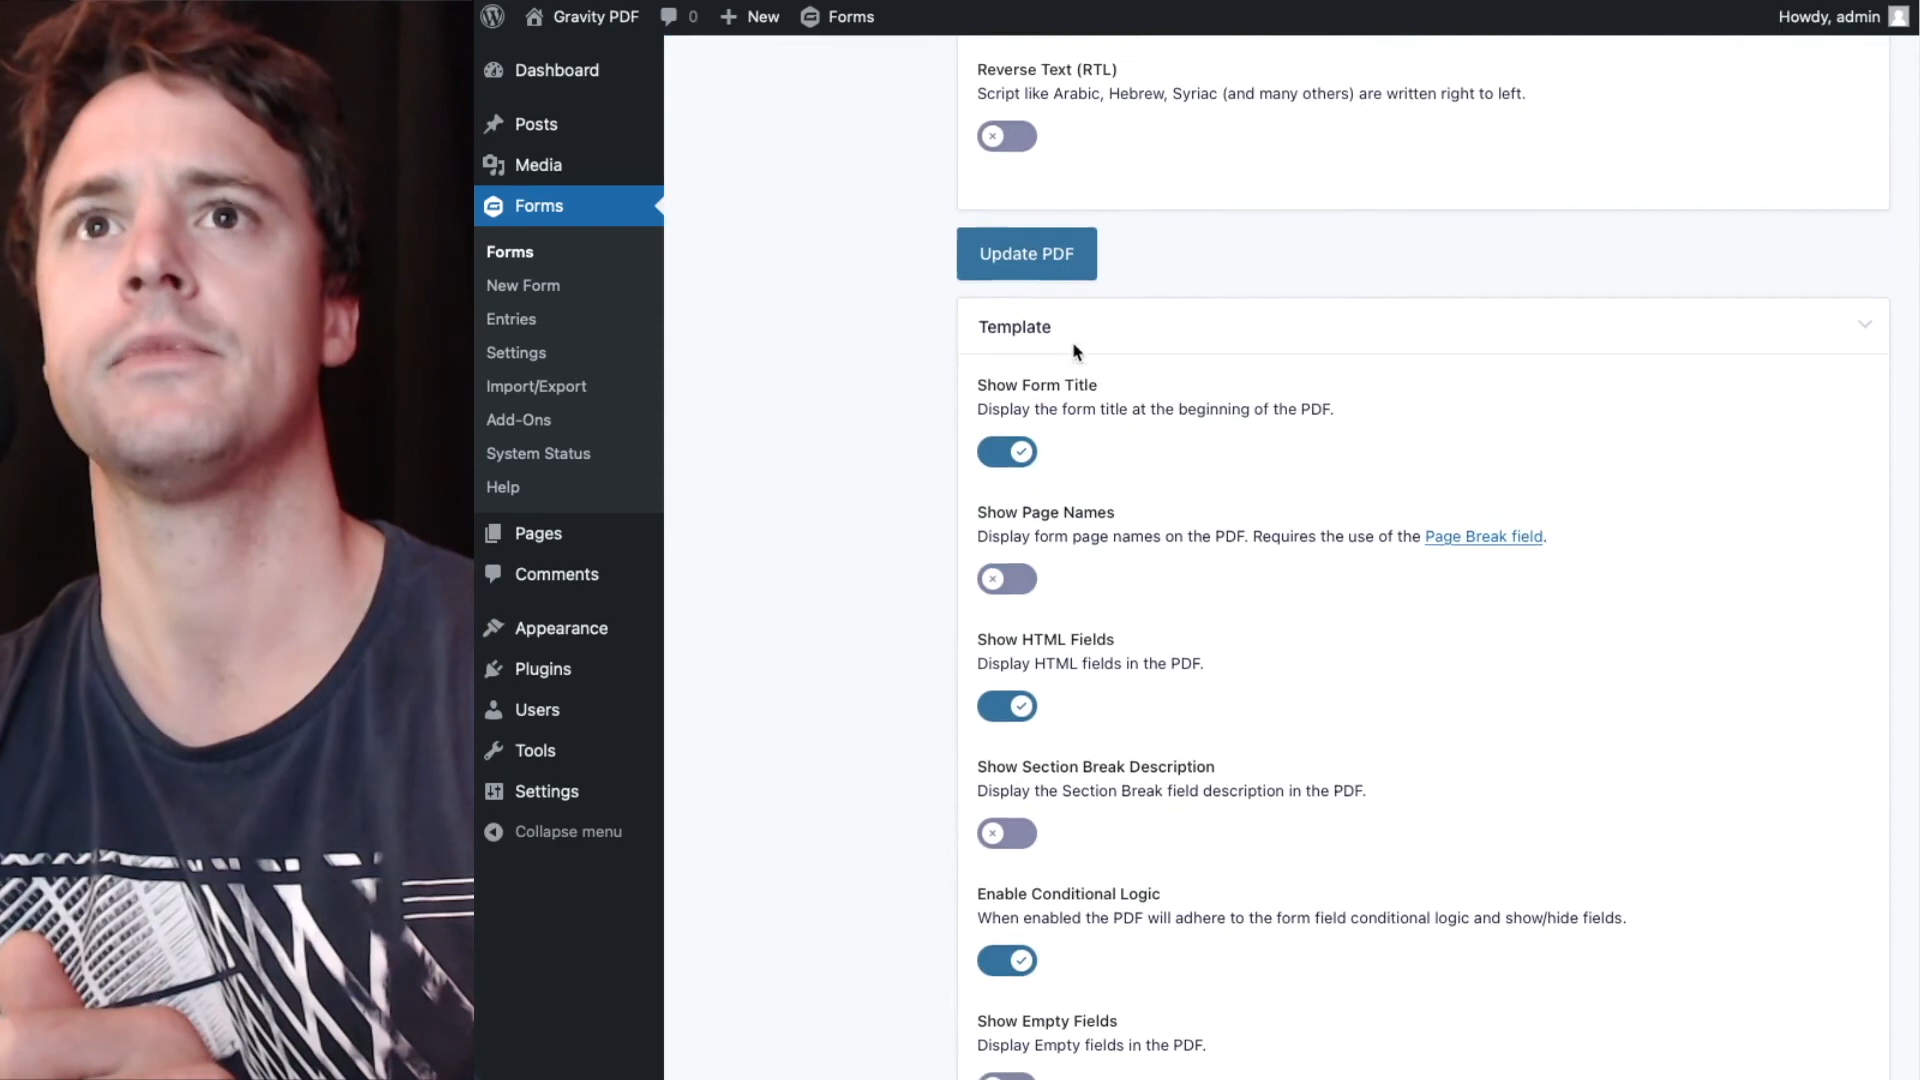 Gravity PDF
0
New
Forms
Howdy, admin
Dashboard
Posts
Media
Forms
Forms
New Form
Entries
Settings
Import/Export
Add-Ons
System Status
Help
Pages
Comments
Appearance
Plugins
Users
Tools
Settings
Collapse menu
Reverse Text (RTL)
Script like Arabic, Hebrew, Syriac (and many others) are written right to left.
Update PDF
Template
Show Form Title
Display the form title at the beginning of the PDF.
Show Page Names
Display form page names on the PDF. Requires the use of the Page Break field.
Show HTML Fields
Display HTML fields in the PDF.
Show Section Break Description
Display the Section Break field description in the PDF.
Enable Conditional Logic
When enabled the PDF will adhere to the form field conditional logic and show/hide fields.
Show Empty Fields
Display Empty fields in the PDF.